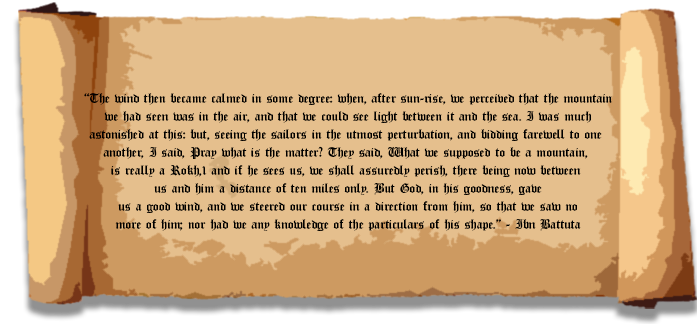 “The wind then became calmed in some degree: when, after sun-rise, we perceived that the mountain
we had seen was in the air, and that we could see light between it and the sea. I was much
astonished at this: but, seeing the sailors in the utmost perturbation, and bidding farewell to one
another, I said, Pray what is the matter? They said, What we supposed to be a mountain,
is really a Rokh,1 and if he sees us, we shall assuredly perish, there being now between
us and him a distance of ten miles only. But God, in his goodness, gave
us a good wind, and we steered our course in a direction from him, so that we saw no
more of him; nor had we any knowledge of the particulars of his shape.” - Ibn Battuta